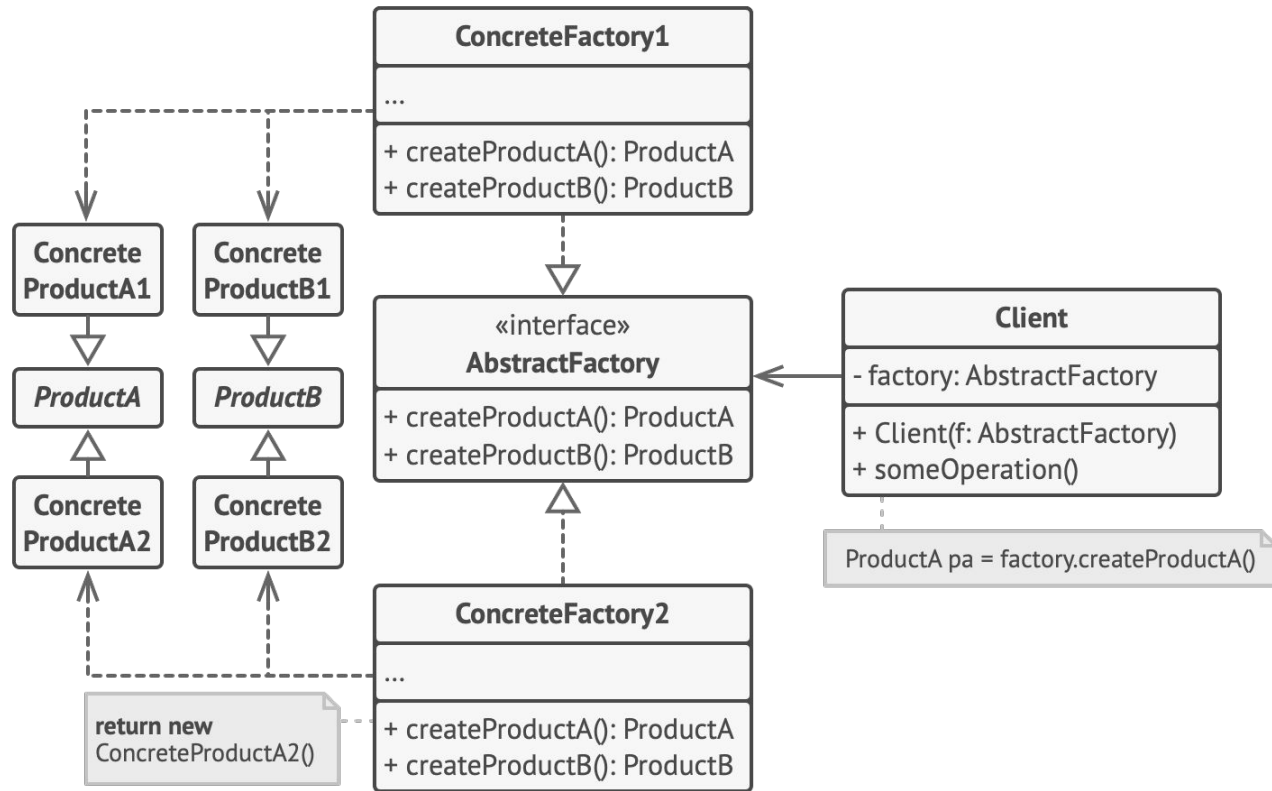 ConcreteFactory1
...
+ createProductA(): ProductA
+ createProductB(): ProductB
Concrete
ProductA1
Concrete
ProductB1
ProductA
ProductB
Concrete
ProductA2
Concrete
ProductB2
«interface»
AbstractFactory
+ createProductA(): ProductA
+ createProductB(): ProductB
Client
- factory: AbstractFactory
+ Client(f: AbstractFactory)
+ someOperation()
ProductA pa = factory.createProductA()
ConcreteFactory2
...
+ createProductA(): ProductA
+ createProductB(): ProductB
return new
ConcreteProductA2()